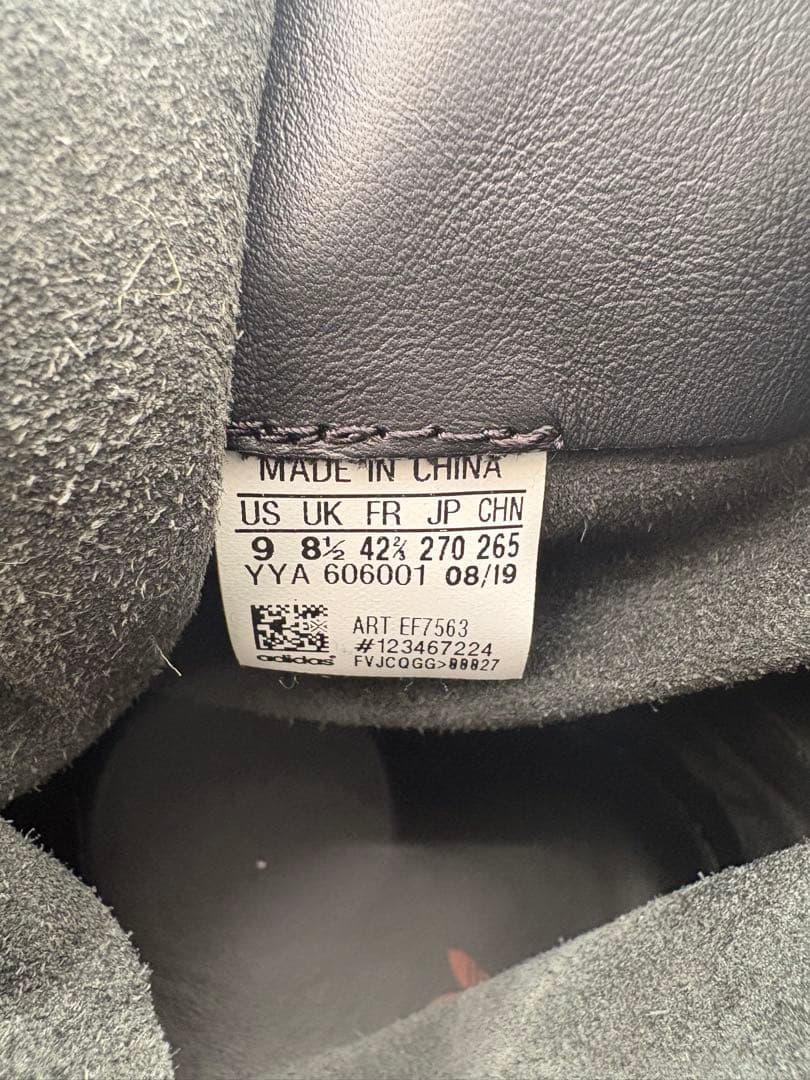 MADE IN CHINA
US UK FR JP CHN
9 8½ 42⅔ 270 265
YYA 606001 08/19
ART EF7563
#123467224
adidas FVJCQGG>